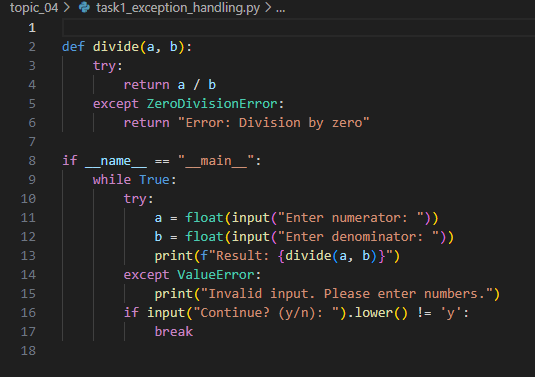 topic_04 > task1_exception_handling.py > ...
1
2 def divide(a, b):
3     try:
4         return a / b
5     except ZeroDivisionError:
6         return "Error: Division by zero"
7
8 if __name__ == "__main__":
9     while True:
10         try:
11             a = float(input("Enter numerator: "))
12             b = float(input("Enter denominator: "))
13             print(f"Result: {divide(a, b)}")
14         except ValueError:
15             print("Invalid input. Please enter numbers.")
16         if input("Continue? (y/n): ").lower() != 'y':
17             break
18